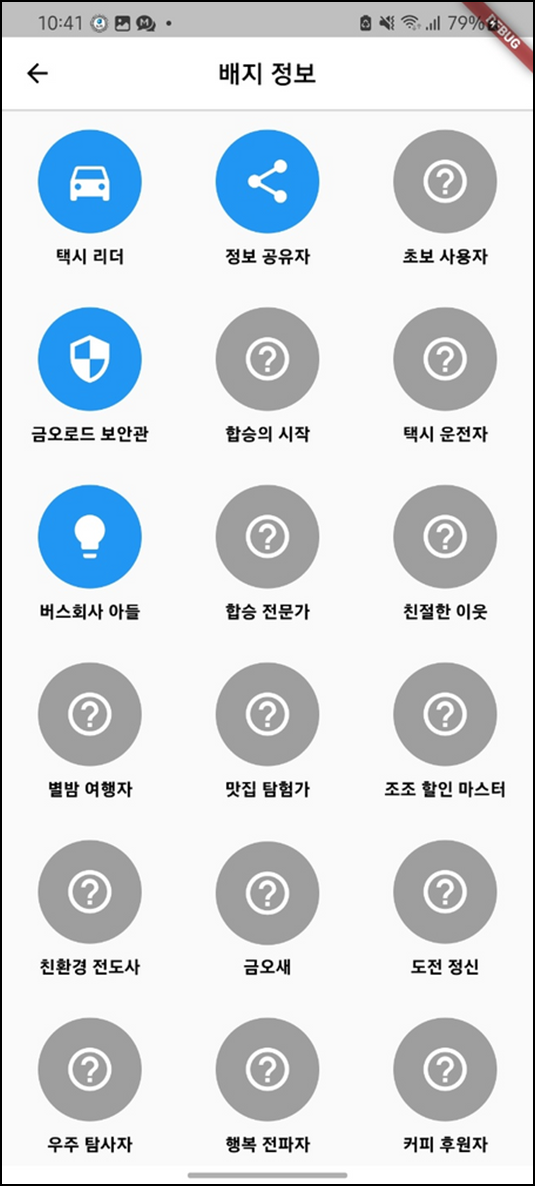 10:41 79%
DEBUG
배지 정보
택시 리더 정보 공유자 초보 사용자
금오로드 보안관 합승의 시작 택시 운전자
버스회사 아들 합승 전문가 친절한 이웃
별밤 여행자 맛집 탐험가 조조 할인 마스터
친환경 전도사 금오새 도전 정신
우주 탐사자 행복 전파자 커피 후원자